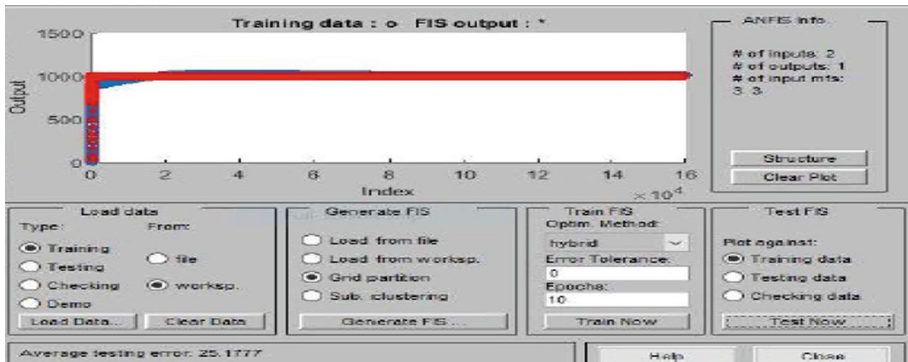 Training data : o FIS output : *
1500
1000
500
0
Output
0 2 4 6 8 10 12 14 16
Index
× 10^4
ANFIS Info.
# of inputs: 2
# of outputs: 1
# of input mfs:
3 3
Structure
Clear Plot
Load data
Type: From:
Training
Testing
Checking
Demo
file
worksp.
Load Data... Clear Data
Generate FIS
Load from file
Load from worksp.
Grid partition
Sub. clustering
Generate FIS ...
Train FIS
Optim. Method:
hybrid
Error Tolerance:
0
Epochs:
10
Train Now
Test FIS
Plot against:
Training data
Testing data
Checking data
Test Now
Average testing error: 25.1777
Help Close